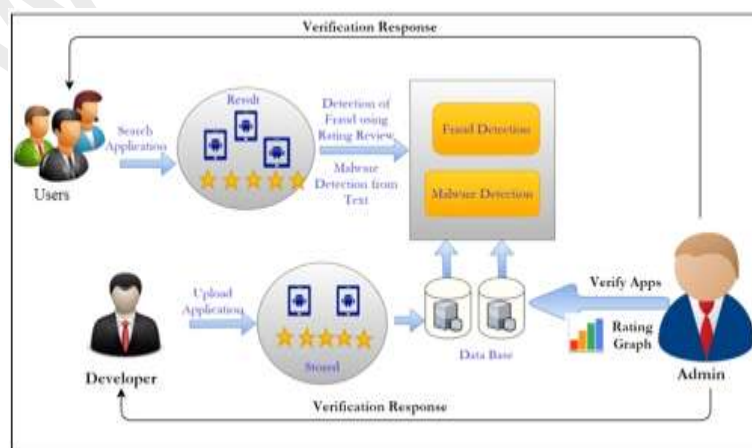 Verification Response
Result
Search
Application
Detection of
Fraud using
Rating Review,
Malware
Detection from
Text
Fraud Detection
Malware Detection
Users
Upload
Application
Stored
Data Base
Verify Apps
Rating
Graph
Developer
Admin
Verification Response